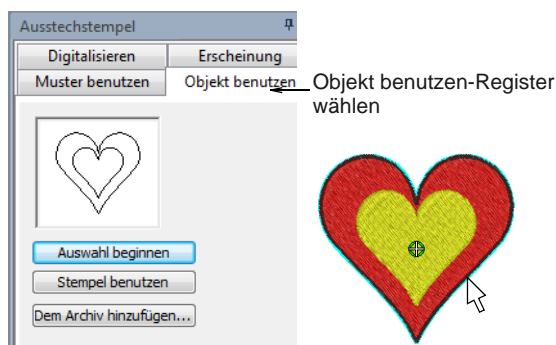 Ausstechstempel
Digitalisieren
Erscheinung
Muster benutzen
Objekt benutzen
Objekt benutzen-Register
wählen
Auswahl beginnen
Stempel benutzen
Dem Archiv hinzufügen...